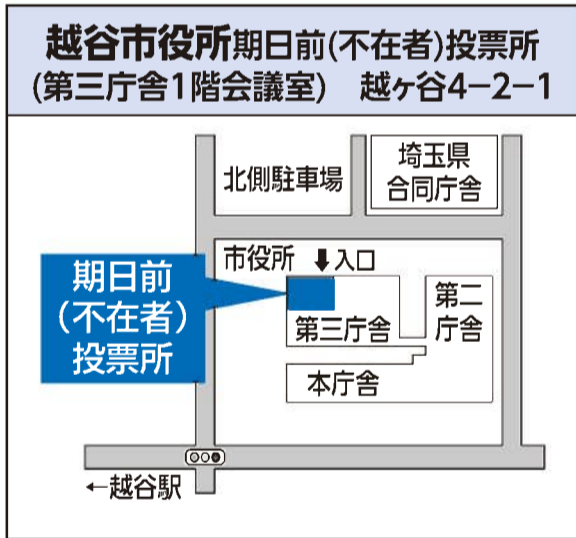 越谷市役所期日前(不在者)投票所
(第三庁舎1階会議室) 越ヶ谷4-2-1
北側駐車場
埼玉県
合同庁舎
市役所 ⬇入口
期日前
(不在者)
投票所
第三庁舎
第二
庁舎
本庁舎
←越谷駅